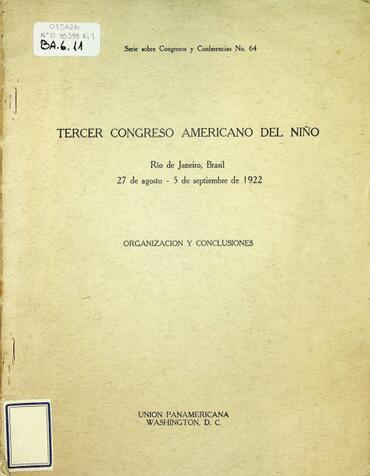 015626
BA.6.11
Serie sobre Congresos y Conferencias No. 64
TERCER CONGRESO AMERICANO DEL NIÑO
Río de Janeiro, Brasil
27 de agosto - 5 de septiembre de 1922
ORGANIZACION Y CONCLUSIONES
UNION PANAMERICANA
WASHINGTON, D. C.